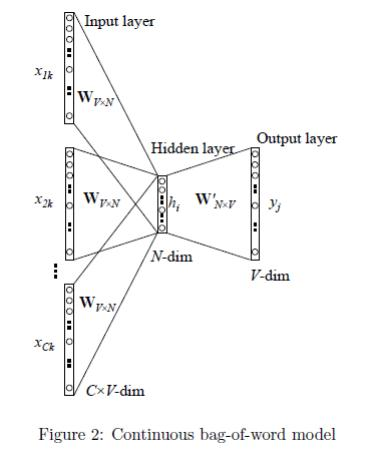 Input layer
x1k
WV×N
Hidden layer
Output layer
x2k
WV×N
hi
W'N×V
yj
N-dim
V-dim
WV×N
xCk
C×V-dim
Figure 2: Continuous bag-of-word model